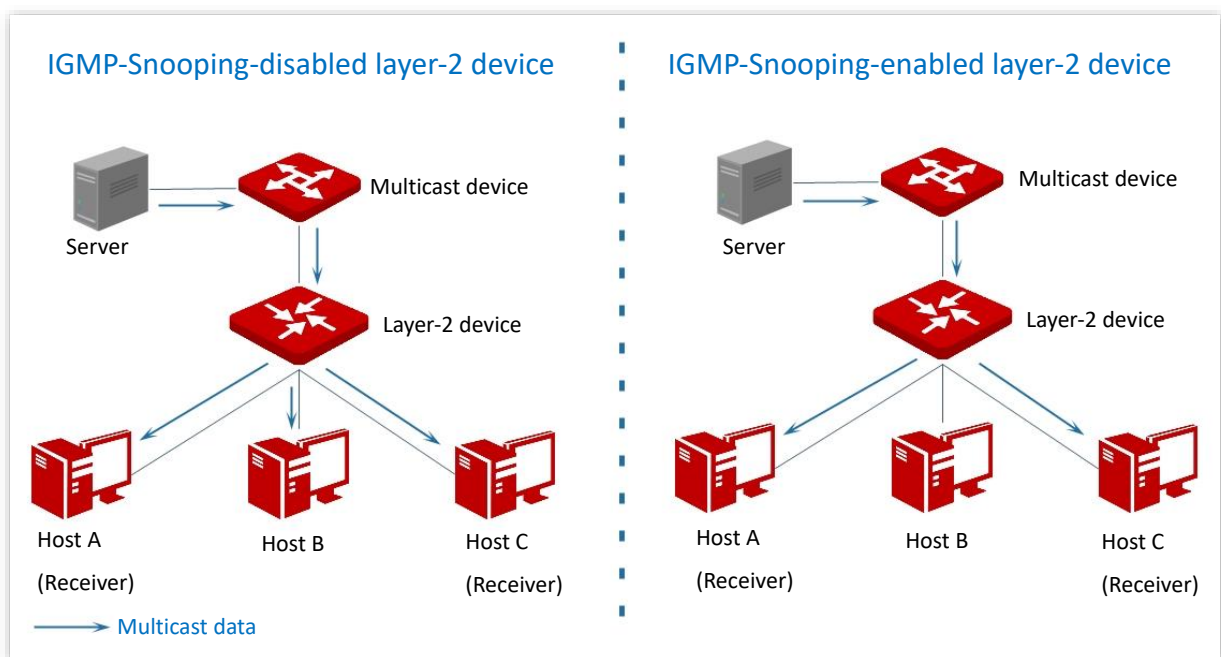 IGMP-Snooping-disabled layer-2 device
Multicast device
Server
Layer-2 device
Host A
(Receiver)
Host B
Host C
(Receiver)
Multicast data
IGMP-Snooping-enabled layer-2 device
Multicast device
Server
Layer-2 device
Host A
(Receiver)
Host B
Host C
(Receiver)